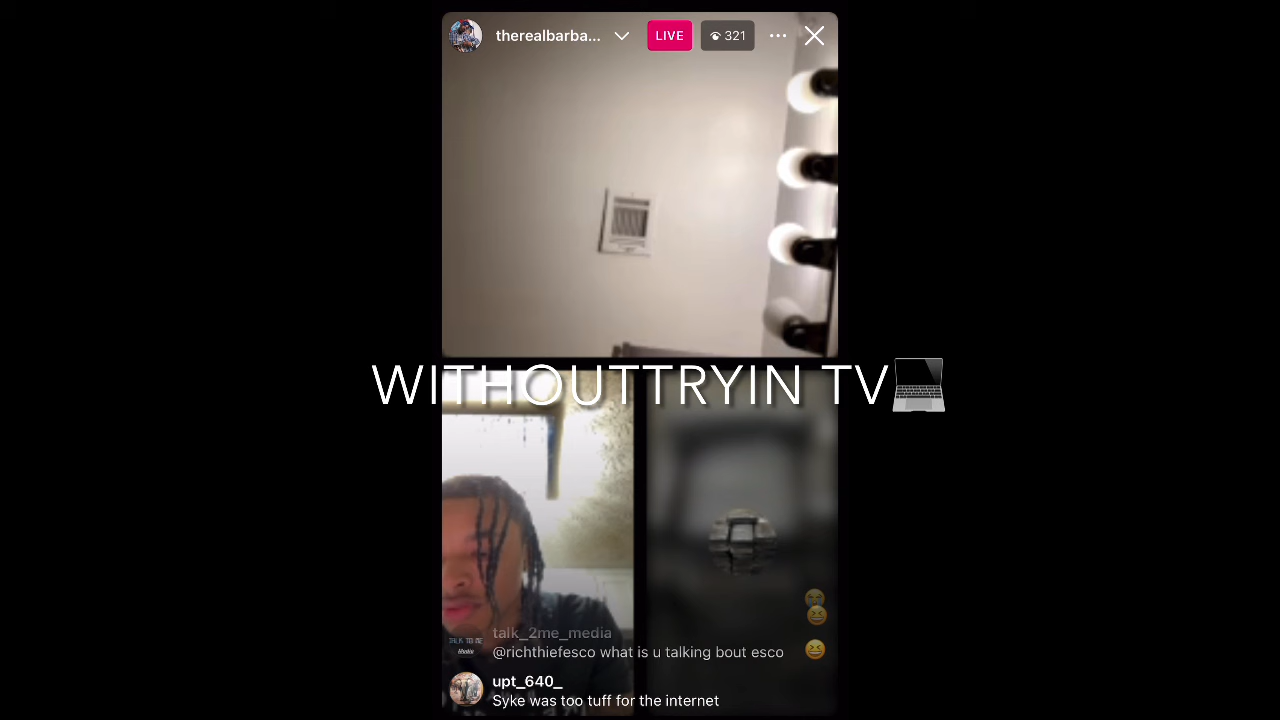 therealbarba...
LIVE
321
WITHOUTTRYIN TV
talk_2me_media
@richthiefesco what is u talking bout esco
upt_640_
Syke was too tuff for the internet